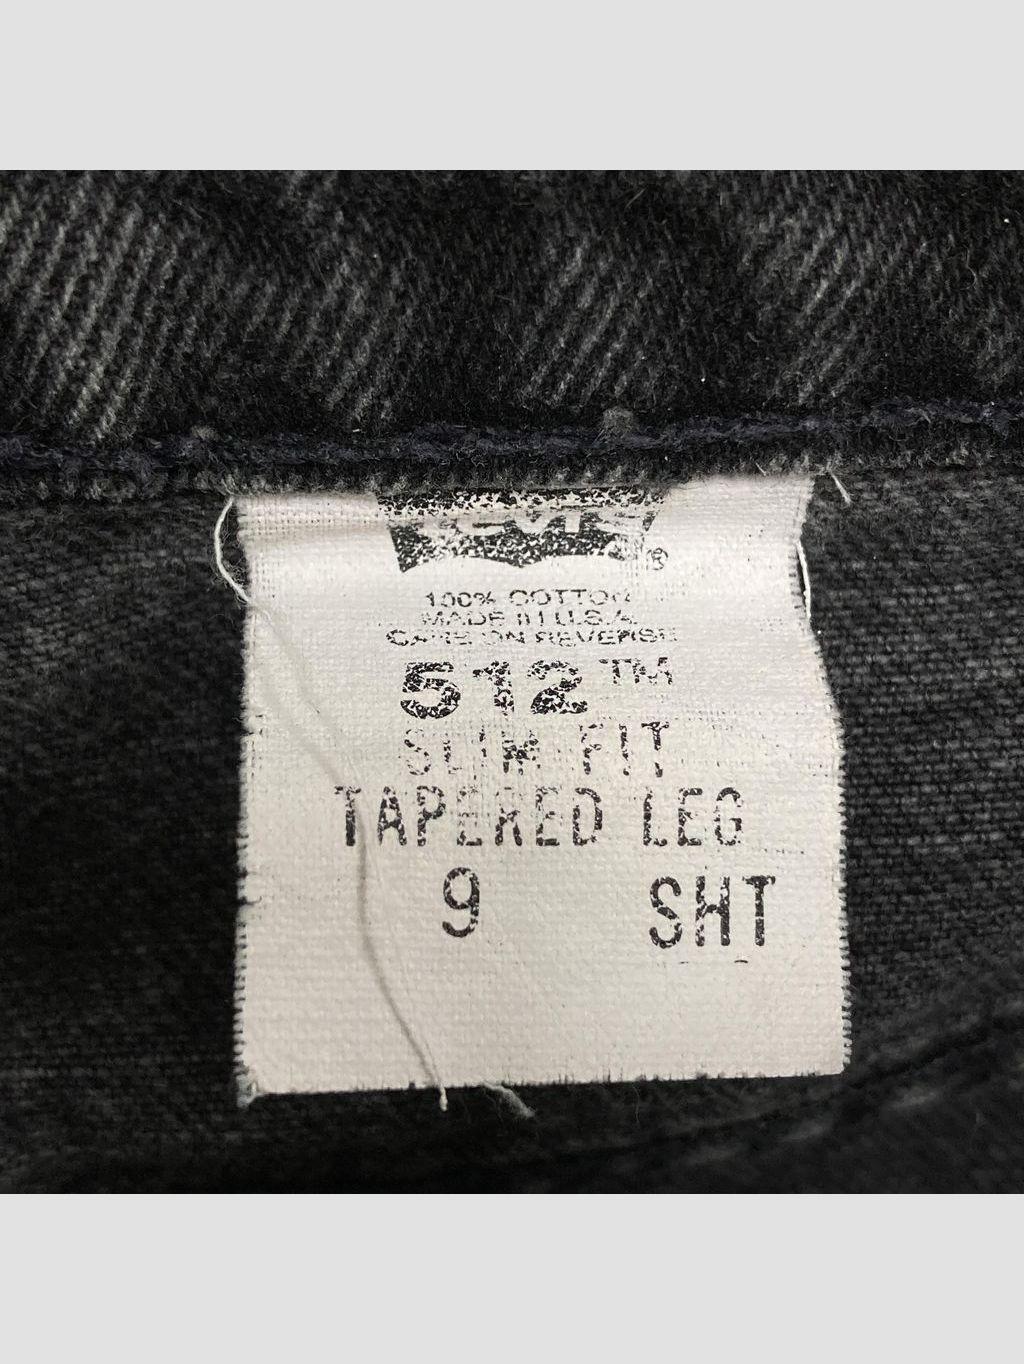 LEVI'S ®
100% COTTON
MADE IN U.S.A.
CARE ON REVERSE
512™
SLIM FIT
TAPERED LEG
9 SHT